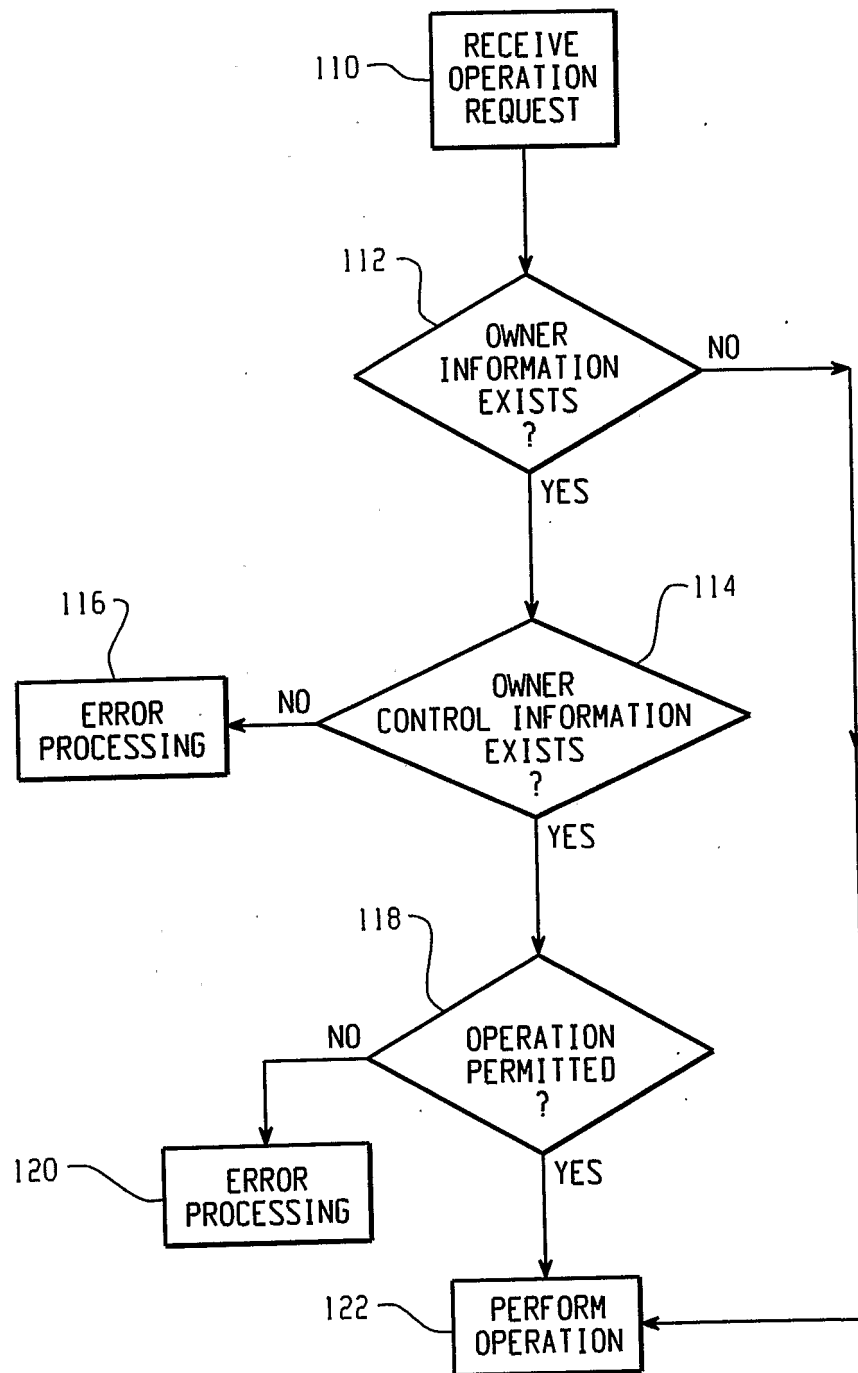 110
RECEIVE
OPERATION
REQUEST
112
OWNER
INFORMATION
EXISTS
?
NO
YES
114
116
OWNER
CONTROL INFORMATION
EXISTS
?
NO
ERROR
PROCESSING
YES
118
OPERATION
PERMITTED
?
NO
120
ERROR
PROCESSING
YES
122
PERFORM
OPERATION